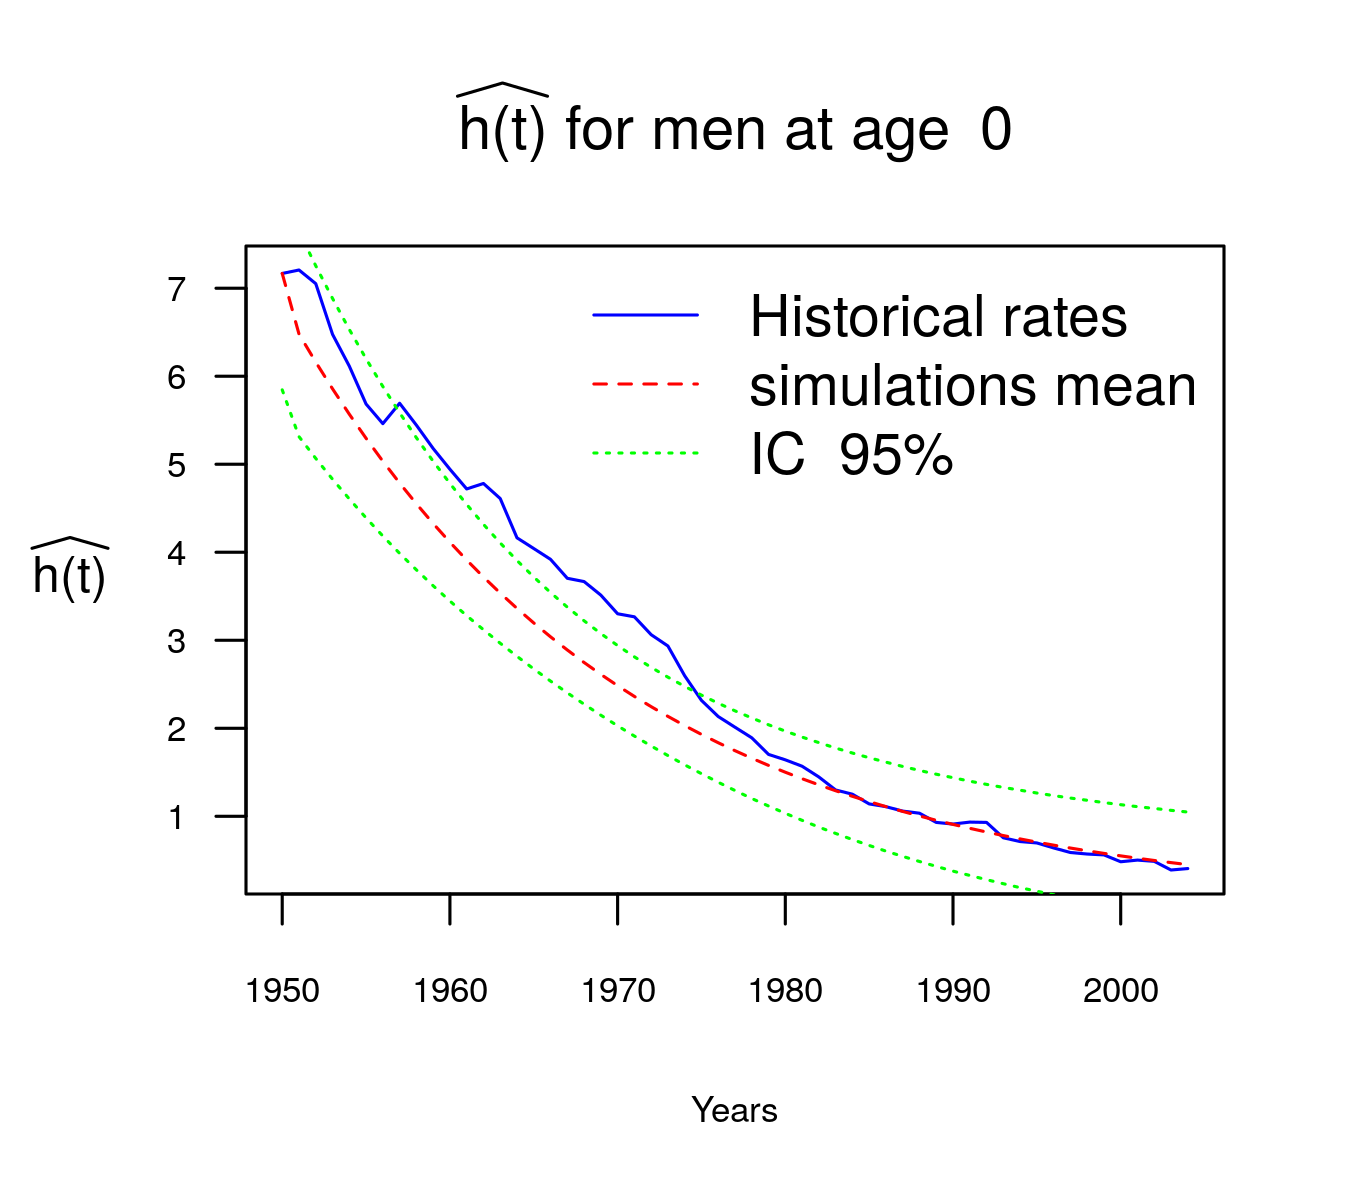 h(t) for men at age 0
Historical rates
simulations mean
IC 95%
h(t)
7
6
5
4
3
2
1
1950 1960 1970 1980 1990 2000
Years